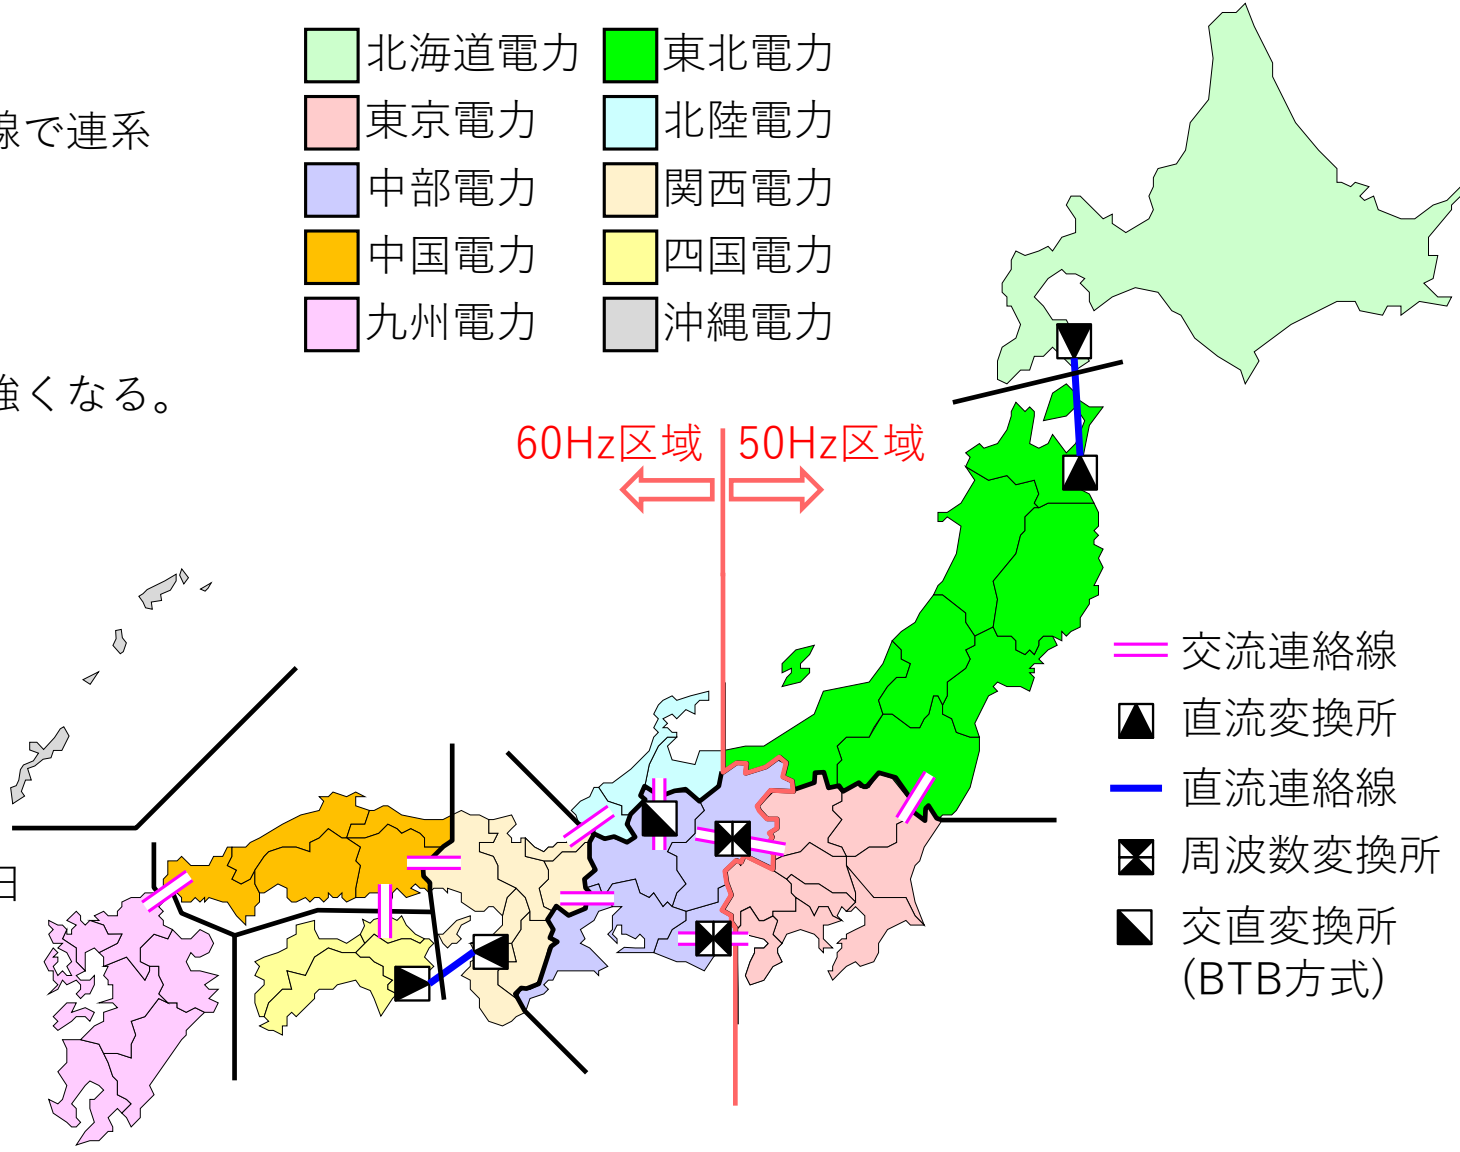 線で連系
強くなる。
日
北海道電力
東北電力
東京電力
北陸電力
中部電力
関西電力
中国電力
四国電力
九州電力
沖縄電力
60Hz区域
50Hz区域
交流連絡線
直流変換所
直流連絡線
周波数変換所
交直変換所
(BTB方式)